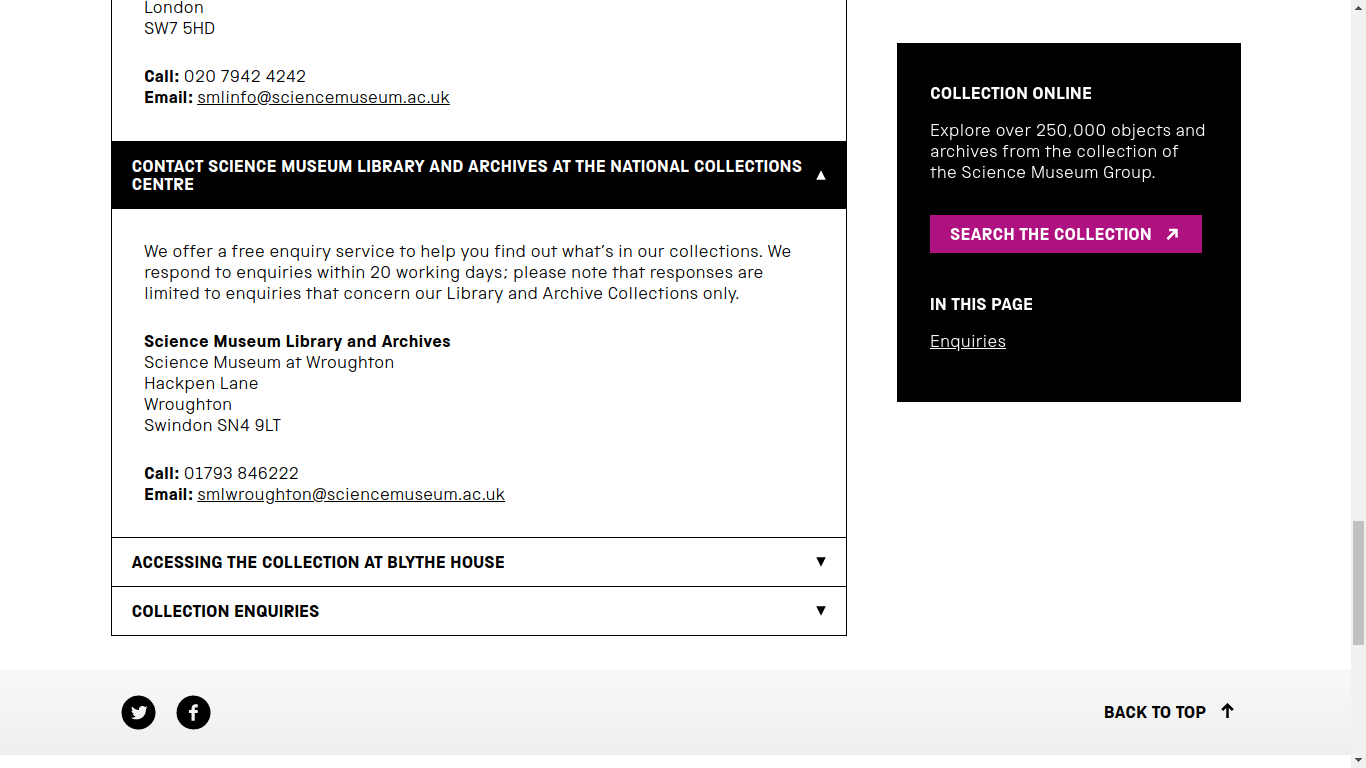 London
SW7 5HD
Call: 020 7942 4242
Email: smlinfo@sciencemuseum.ac.uk
CONTACT SCIENCE MUSEUM LIBRARY AND ARCHIVES AT THE NATIONAL COLLECTIONS
CENTRE
We offer a free enquiry service to help you find out what's in our collections. We
respond to enquiries within 20 working days; please note that responses are
limited to enquiries that concern our Library and Archive Collections only.
Science Museum Library and Archives
Science Museum at Wroughton
Hackpen Lane
Wroughton
Swindon SN4 9LT
Call: 01793 846222
Email: smlwroughton@sciencemuseum.ac.uk
ACCESSING THE COLLECTION AT BLYTHE HOUSE
COLLECTION ENQUIRIES
COLLECTION ONLINE
Explore over 250,000 objects and
archives from the collection of
the Science Museum Group.
SEARCH THE COLLECTION
IN THIS PAGE
Enquiries
BACK TO TOP